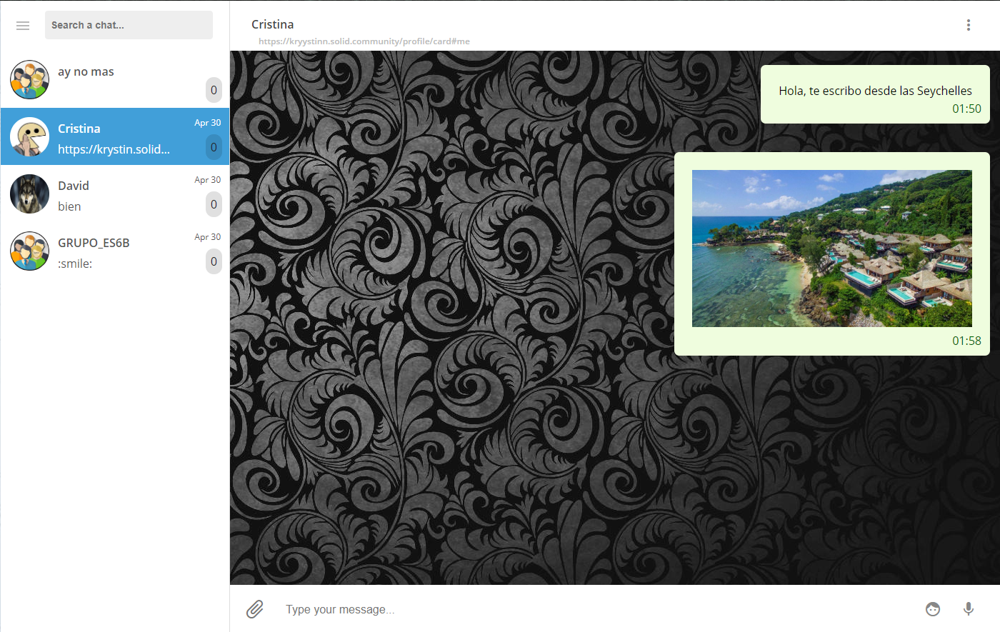 Search a chat...
ay no mas
0
Cristina
Apr 30
https://krystin.solid...
0
David
Apr 30
bien
0
GRUPO_ES6B
Apr 30
:smile:
0
Cristina
https://kryystinn.solid.community/profile/card#me
Hola, te escribo desde las Seychelles
01:50
01:58
Type your message...